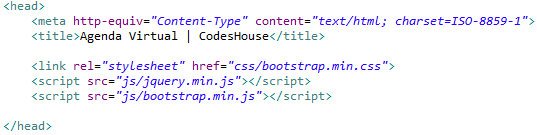 <head>
<meta http-equiv="Content-Type" content="text/html; charset=ISO-8859-1">
<title>Agenda Virtual | CodesHouse</title>
<link rel="stylesheet" href="css/bootstrap.min.css">
<script src="js/jquery.min.js"></script>
<script src="js/bootstrap.min.js"></script>
</head>